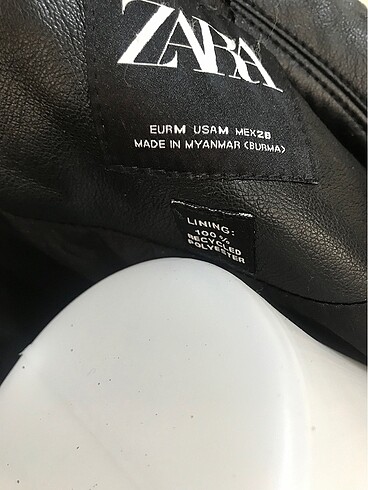 ZARA
EUR M USA M MEX 28
MADE IN MYANMAR (BURMA)
LINING:
100 %
RECYCLED
POLYESTER